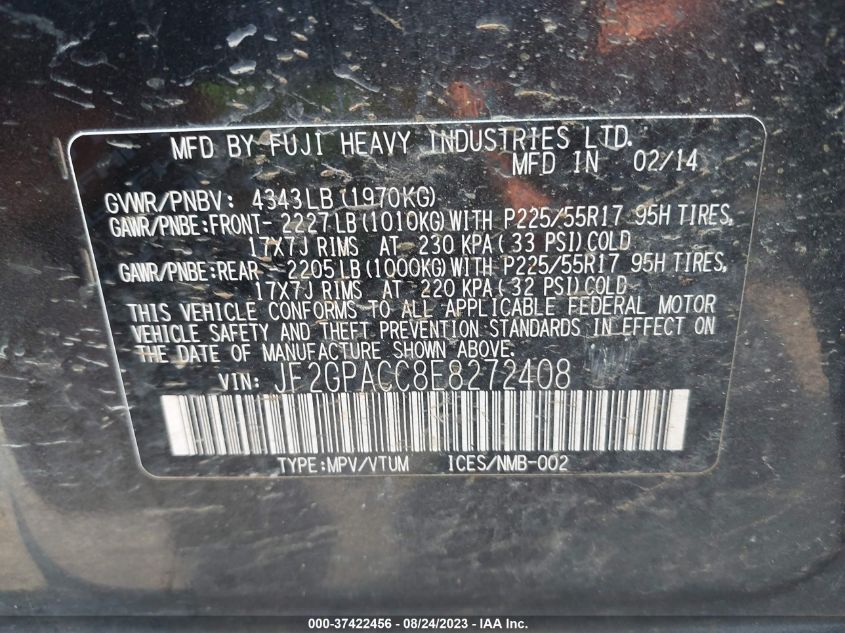 MFD BY FUJI HEAVY INDUSTRIES LTD.
MFD IN 02/14
GVWR/PNBV: 4343LB(1970KG)
GAWR/PNBE:FRONT- 2227LB(1010KG)WITH P225/55R17 95H TIRES,
17X7J RIMS AT 230 KPA(33 PSI)COLD
GAWR/PNBE:REAR - 2205LB(1000KG)WITH P225/55R17 95H TIRES,
17X7J RIMS AT 220 KPA(32 PSI)COLD
THIS VEHICLE CONFORMS TO ALL APPLICABLE FEDERAL MOTOR
VEHICLE SAFETY AND THEFT PREVENTION STANDARDS IN EFFECT ON
THE DATE OF MANUFACTURE SHOWN ABOVE.
VIN: JF2GPACC8E8272408
TYPE:MPV/VTUM ICES/NMB-002
000-37422456 - 08/24/2023 - IAA Inc.